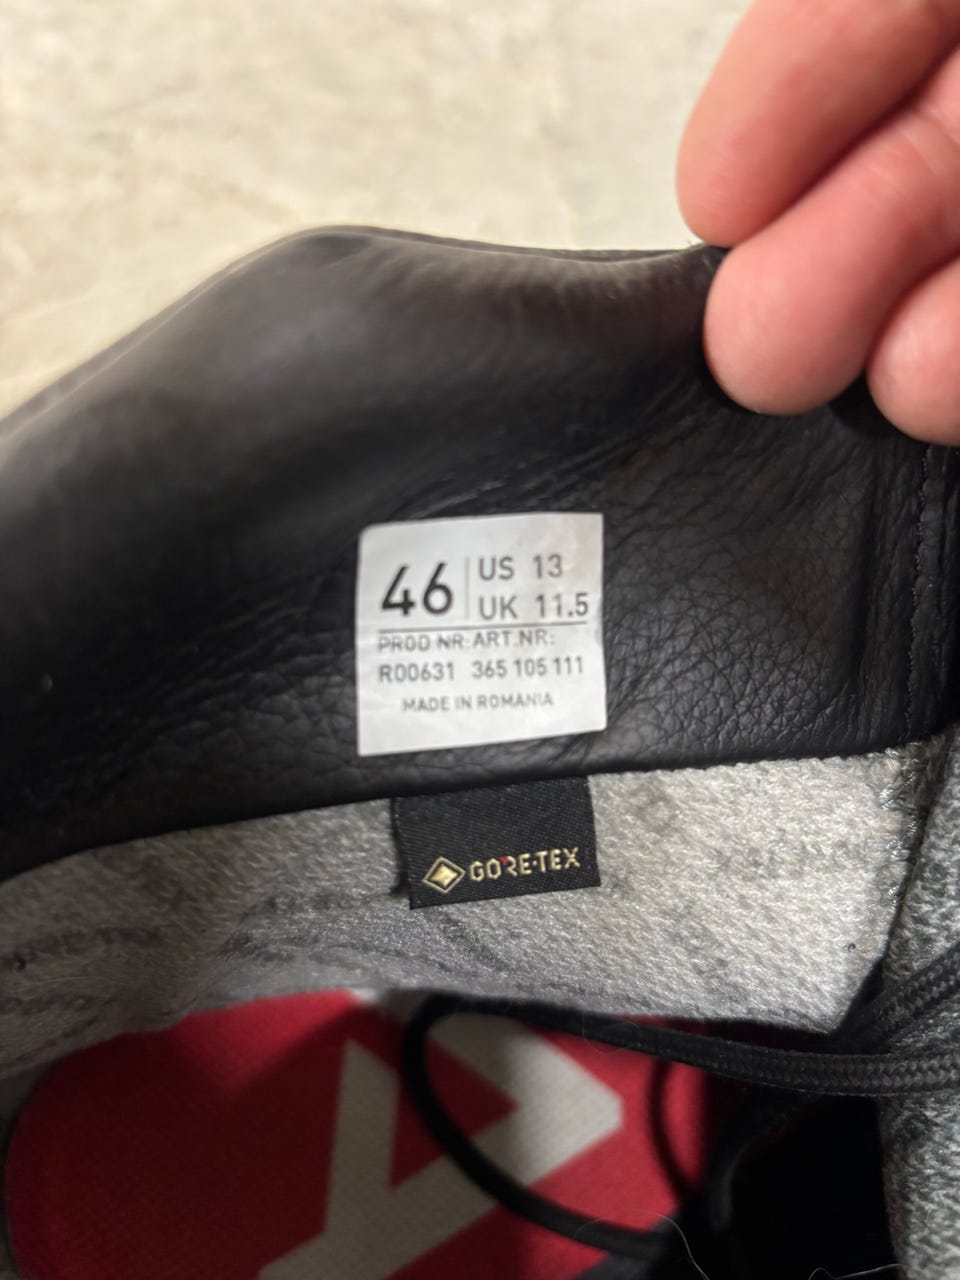 46 US 13
UK 11.5
PROD NR: ART.NR:
R00631 365 105 111
MADE IN ROMANIA
GORE-TEX